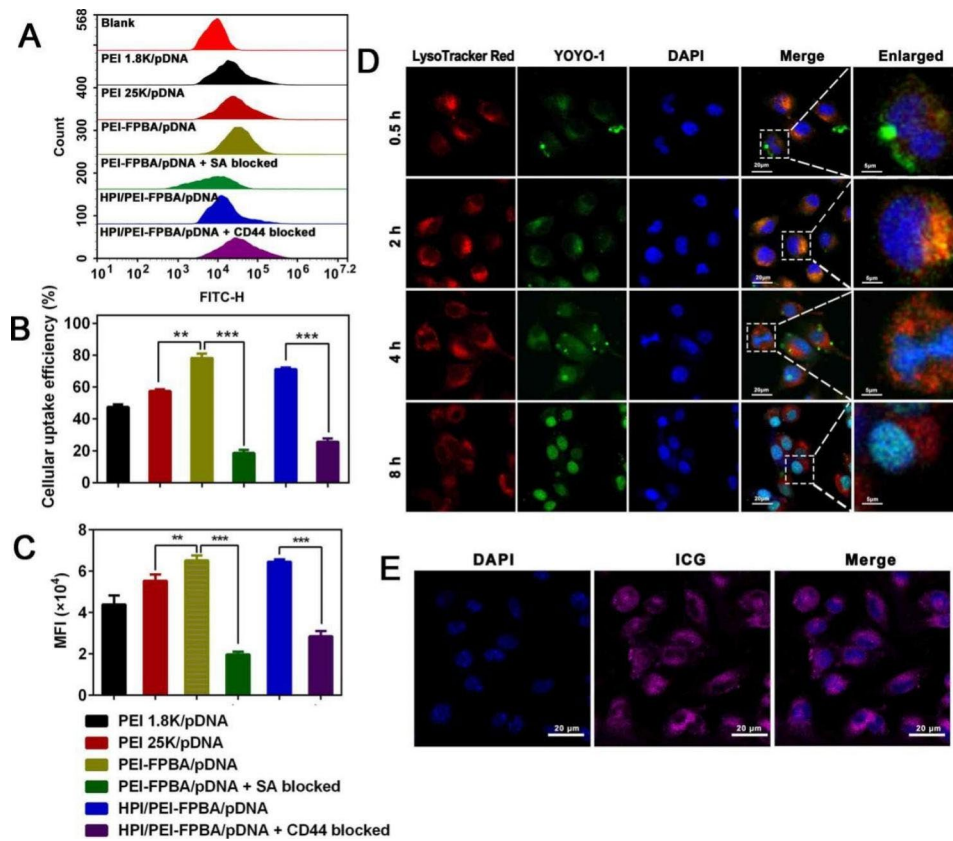 A
568
Blank
PEI 1.8K/pDNA
400
PEI 25K/pDNA
300
PEI-FPBA/pDNA
PEI-FPBA/pDNA + SA blocked
200
HPI/PEI-FPBA/pDNA
100
HPI/PEI-FPBA/pDNA + CD44 blocked
0
Count
10¹ 10² 10³ 10⁴ 10⁵ 10⁶ 10⁷·²
FITC-H
B
Cellular uptake efficiency (%)
100
80
60
40
20
0
** *** ***
C
MFI (×10⁴)
8
6
4
2
0
** *** ***
PEI 1.8K/pDNA
PEI 25K/pDNA
PEI-FPBA/pDNA
PEI-FPBA/pDNA + SA blocked
HPI/PEI-FPBA/pDNA
HPI/PEI-FPBA/pDNA + CD44 blocked
D
LysoTracker Red YOYO-1 DAPI Merge Enlarged
0.5 h
20μm 5μm
2 h
20μm 5μm
4 h
20μm 5μm
8 h
20μm 5μm
E
DAPI ICG Merge
20 μm 20 μm 20 μm